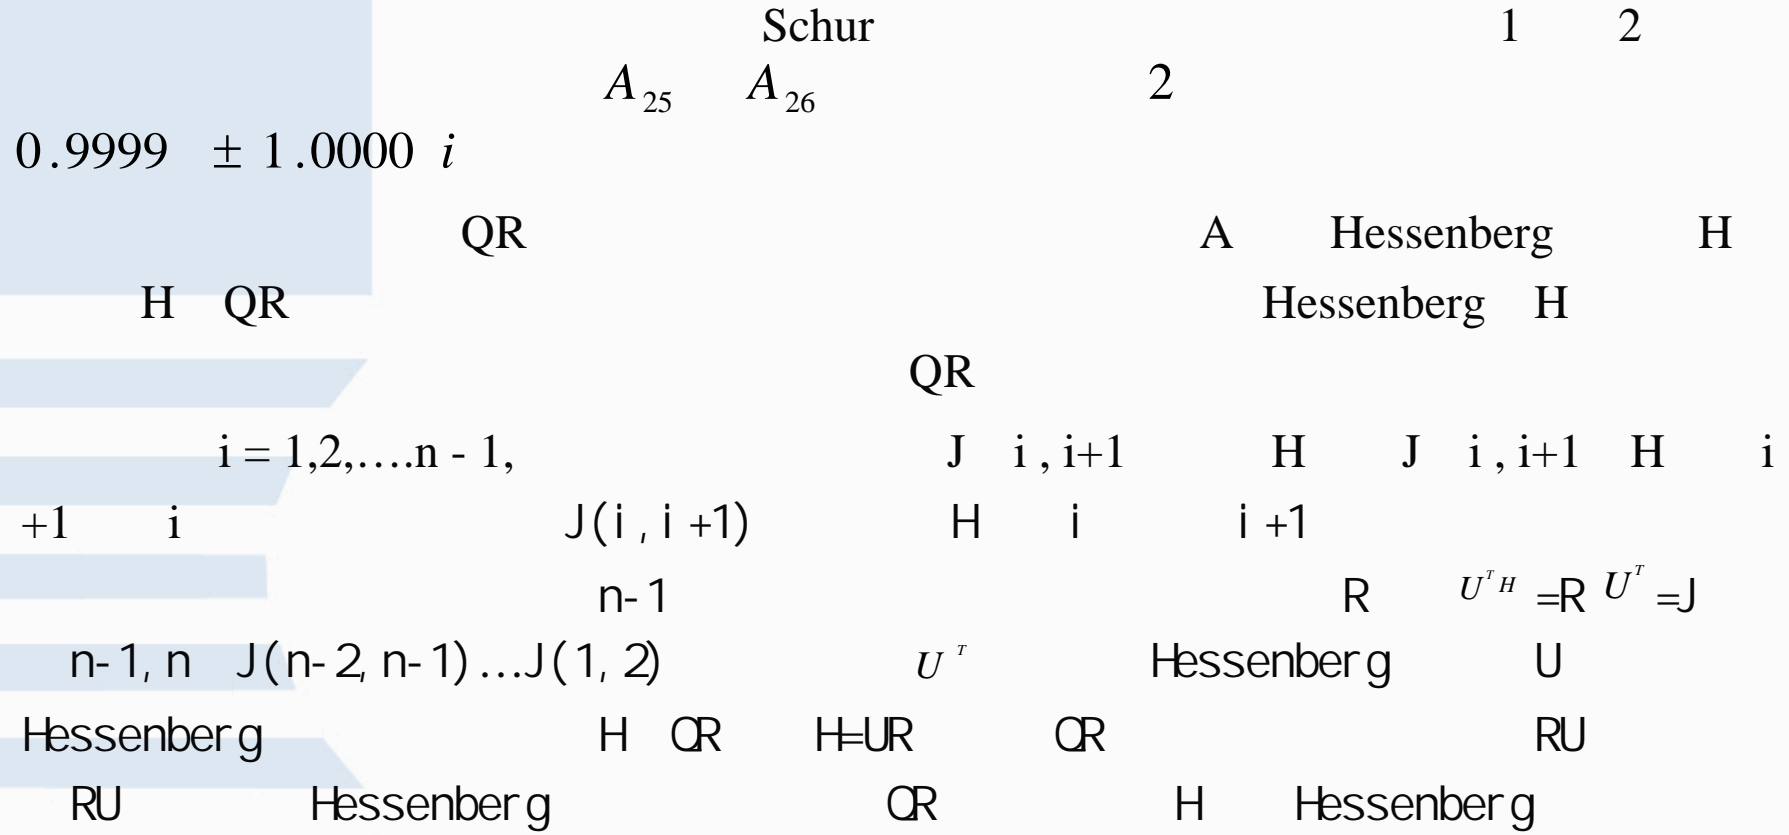 Schur 1 2
A₂₅ A₂₆ 2
0.9999 ± 1.0000 i
QR A Hessenberg H
H QR Hessenberg H
QR
i = 1,2,….n - 1, J i , i+1 H J i , i+1 H i
+1 i J(i, i+1) H i i+1
n-1 R U^T H =R U^T =J
n-1, n J(n-2, n-1)…J(1, 2) U^T Hessenberg U
Hessenberg H QR H=UR QR RU
RU Hessenberg QR H Hessenberg